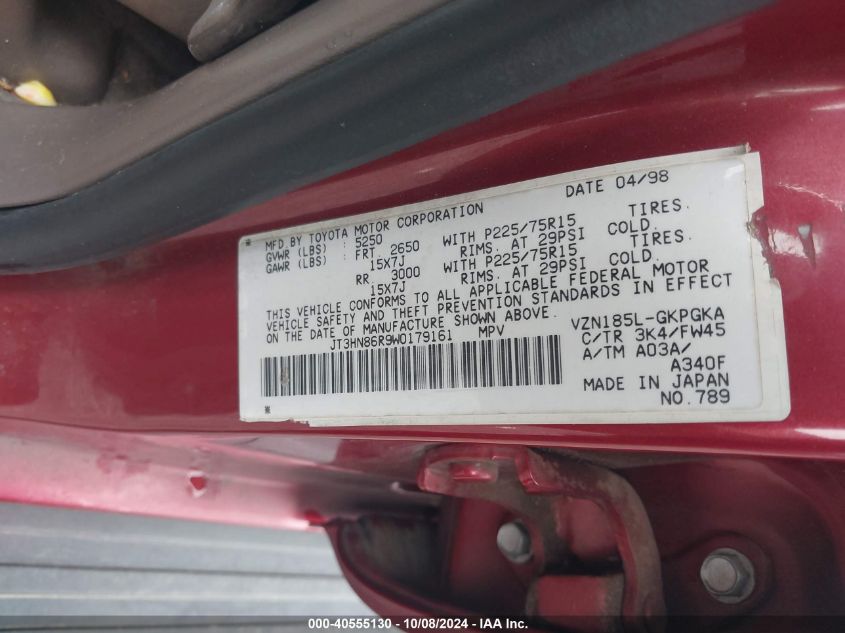 MFD.BY TOYOTA MOTOR CORPORATION DATE 04/98
GVWR (LBS) : 5250
GAWR (LBS) : FRT. 2650 WITH P225/75R15 TIRES.
15X7J RIMS. AT 29PSI COLD.
RR. 3000 WITH P225/75R15 TIRES.
15X7J RIMS. AT 29PSI COLD.
THIS VEHICLE CONFORMS TO ALL APPLICABLE FEDERAL MOTOR
VEHICLE SAFETY AND THEFT PREVENTION STANDARDS IN EFFECT
ON THE DATE OF MANUFACTURE SHOWN ABOVE.
JT3HN86R9W0179161 MPV
VZN185L-GKPGKA
C/TR 3K4/FW45
A/TM A03A/
A340F
MADE IN JAPAN
NO.789
000-40555130 - 10/08/2024 - IAA Inc.